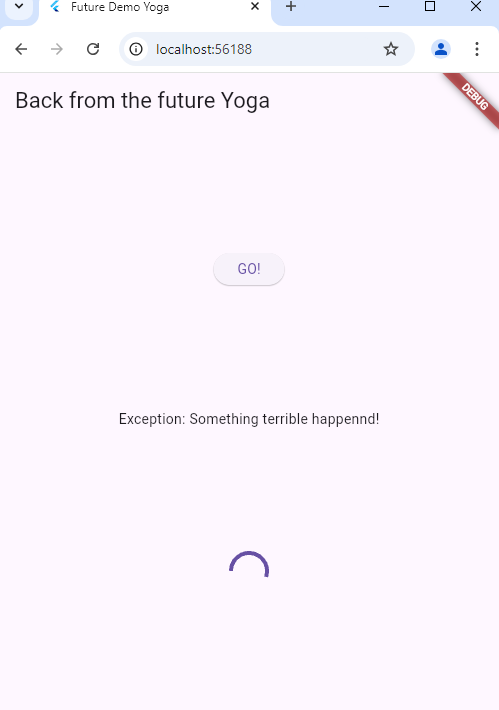 Future Demo Yoga
localhost:56188
DEBUG
Back from the future Yoga
GO!
Exception: Something terrible happennd!